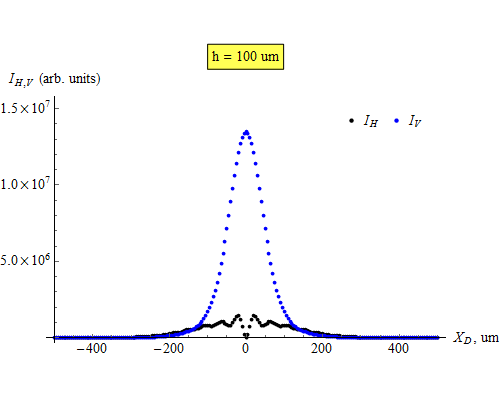 h = 100 um
I_{H,V} (arb. units)
1.5×10^7
I_H I_V
1.0×10^7
5.0×10^6
−400 −200 0 200 400 X_D, um